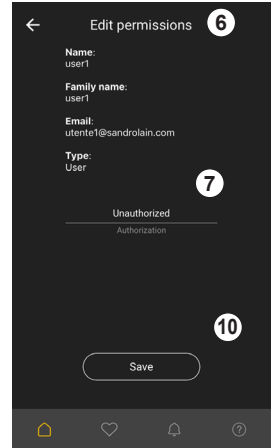 Edit permissions
6
Name:
user1
Family name:
user1
Email:
utente1@sandrolain.com
Type:
User
7
Unauthorized
Authorization
10
Save
?